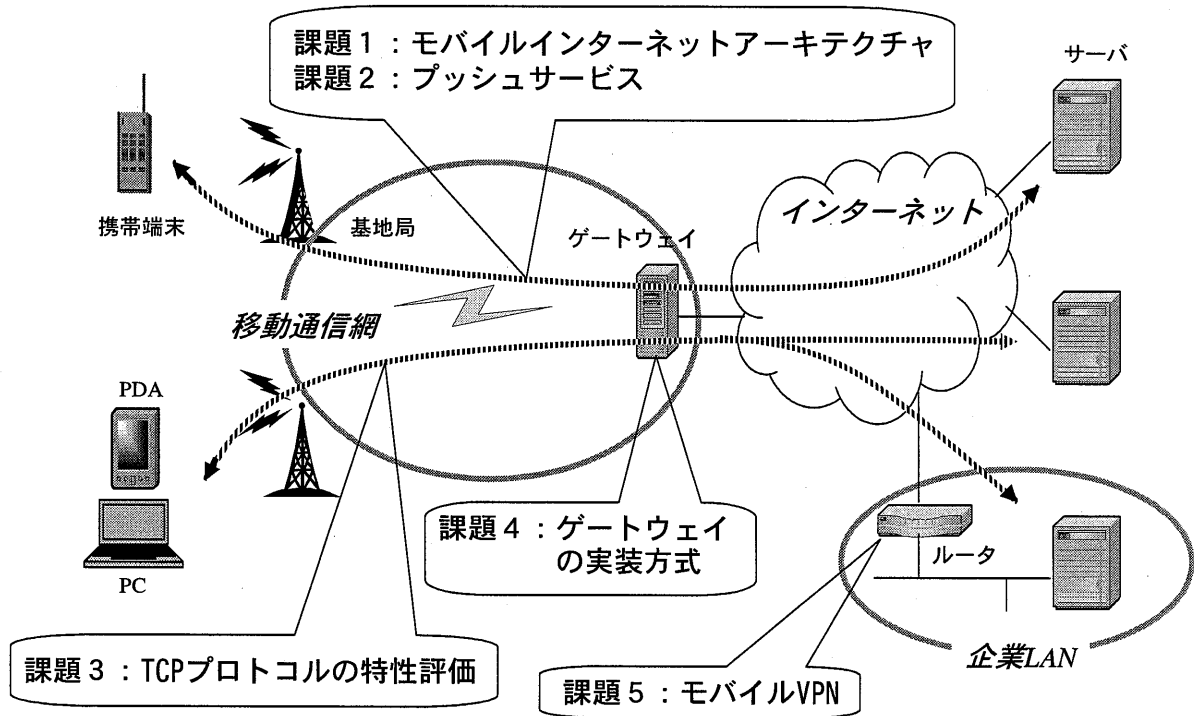 課題１：モバイルインターネットアーキテクチャ
課題２：プッシュサービス
サーバ
携帯端末
基地局
ゲートウェイ
インターネット
移動通信網
PDA
PC
課題４：ゲートウェイ
の実装方式
ルータ
企業LAN
課題３：TCPプロトコルの特性評価
課題５：モバイルVPN